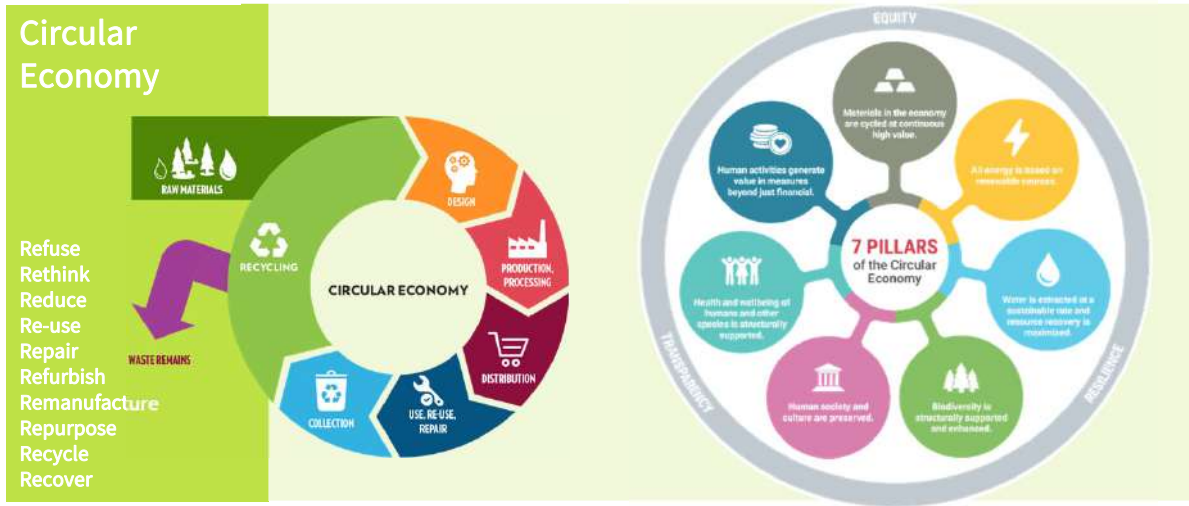 Circular
Economy
RAW MATERIALS
DESIGN
RECYCLING
PRODUCTION,
PROCESSING
CIRCULAR ECONOMY
WASTE REMAINS
DISTRIBUTION
USE, RE-USE,
REPAIR
COLLECTION
Refuse
Rethink
Reduce
Re-use
Repair
Refurbish
Remanufacture
Repurpose
Recycle
Recover
EQUITY
Materials in the economy
are cycled at continuous
high value.
All energy is based on
renewable sources.
Water is extracted at a
sustainable rate and
resource recovery is
maximized.
Biodiversity is
structurally supported
and enhanced.
Human society and
culture are preserved.
Health and wellbeing of
humans and other
species is structurally
supported.
Human activities generate
value in measures
beyond just financial.
7 PILLARS
of the Circular
Economy
TRANSPARENCY
RESILIENCE